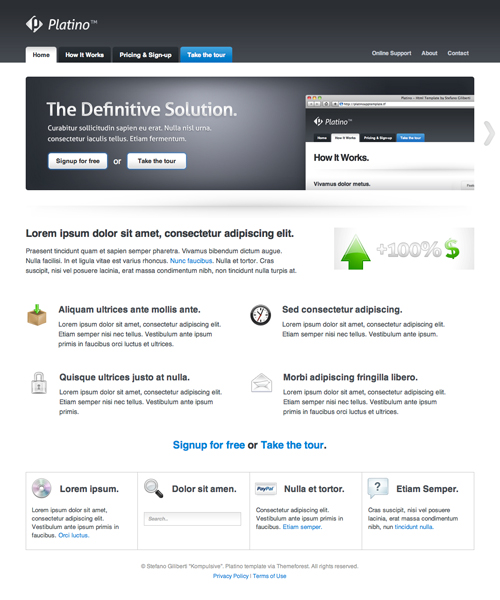 Platino™
Home How It Works Pricing & Sign-up Take the tour
Online Support About Contact
The Definitive Solution.
Curabitur sollicitudin sapien eu erat. Nulla nisl urna,
consectetur iaculis tellus. Etiam fermentum.
Signup for free or Take the tour
Platino – Html Template by Stefano Giliberti
Platino™
Home How It Works Pricing & Sign-up Take the tour
How It Works.
Vivamus dolor metus.
Lorem ipsum dolor sit amet, consectetur adipiscing elit.
Praesent tincidunt quam et sapien semper pharetra. Vivamus bibendum dictum augue.
Nulla facilisi. In et ligula vitae est varius rhoncus. Nunc faucibus. Nulla et tortor. Cras
suscipit, nisi vel posuere lacinia, erat massa condimentum nibh, non tincidunt nulla turpis at.
+100% $
Aliquam ultrices ante mollis ante.
Lorem ipsum dolor sit amet, consectetur adipiscing elit.
Etiam semper nisi nec tellus. Vestibulum ante ipsum
primis in faucibus orci luctus et ultrices.
Sed consectetur adipiscing.
Lorem ipsum dolor sit amet, consectetur adipiscing elit.
Etiam semper nisi nec tellus. Vestibulum.
Quisque ultrices justo at nulla.
Lorem ipsum dolor sit amet, consectetur adipiscing elit.
Etiam semper nisi nec tellus. Vestibulum ante ipsum
primis.
Morbi adipiscing fringilla libero.
Lorem ipsum dolor sit amet, consectetur adipiscing elit.
Etiam semper nisi nec tellus. Vestibulum ante ipsum
primis in faucibus orci luctus et ultrices.
Signup for free or Take the tour.
Lorem ipsum.
Lorem ipsum dolor sit amet,
consectetur adipiscing elit.
Etiam semper nisi nec tellus.
Vestibulum ante ipsum primis in
faucibus. Orci luctus.
Dolor sit amen.
Search..
PayPal
Nulla et tortor.
Consectetur adipiscing elit.
Vestibulum ante ipsum primis in
faucibus. Etiam semper.
?
Etiam Semper.
Cras suscipit, nisi vel posuere
lacinia, erat massa condimentum
nibh, non tincidunt nulla.
© Stefano Giliberti "Kompulsive". Platino template via Themeforest. All rights reserved.
Privacy Policy | Terms of Use